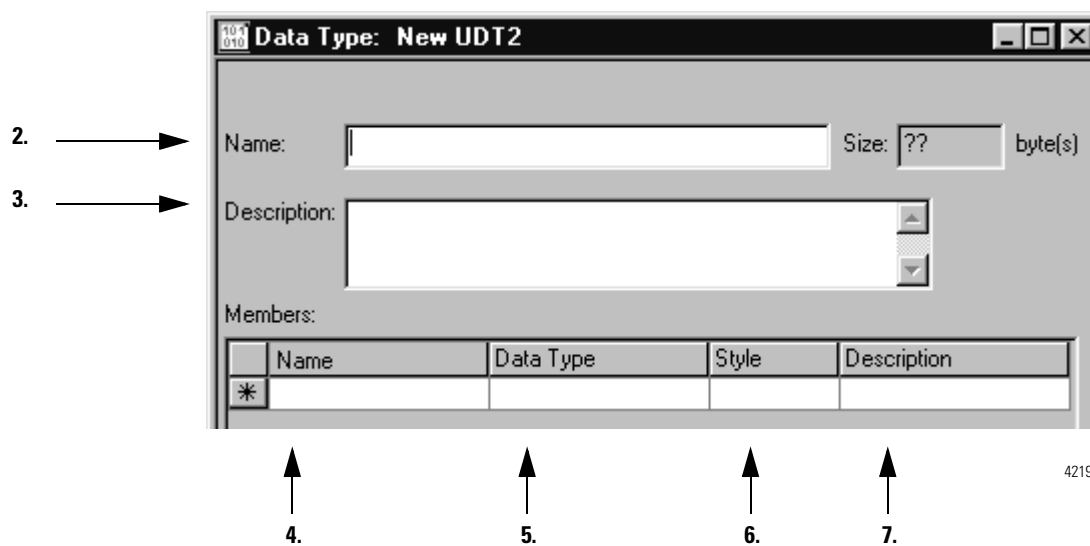 Data Type: New UDT2
2.
Name:
Size: ?? byte(s)
3.
Description:
Members:
Name Data Type Style Description
4219
4. 5. 6. 7.